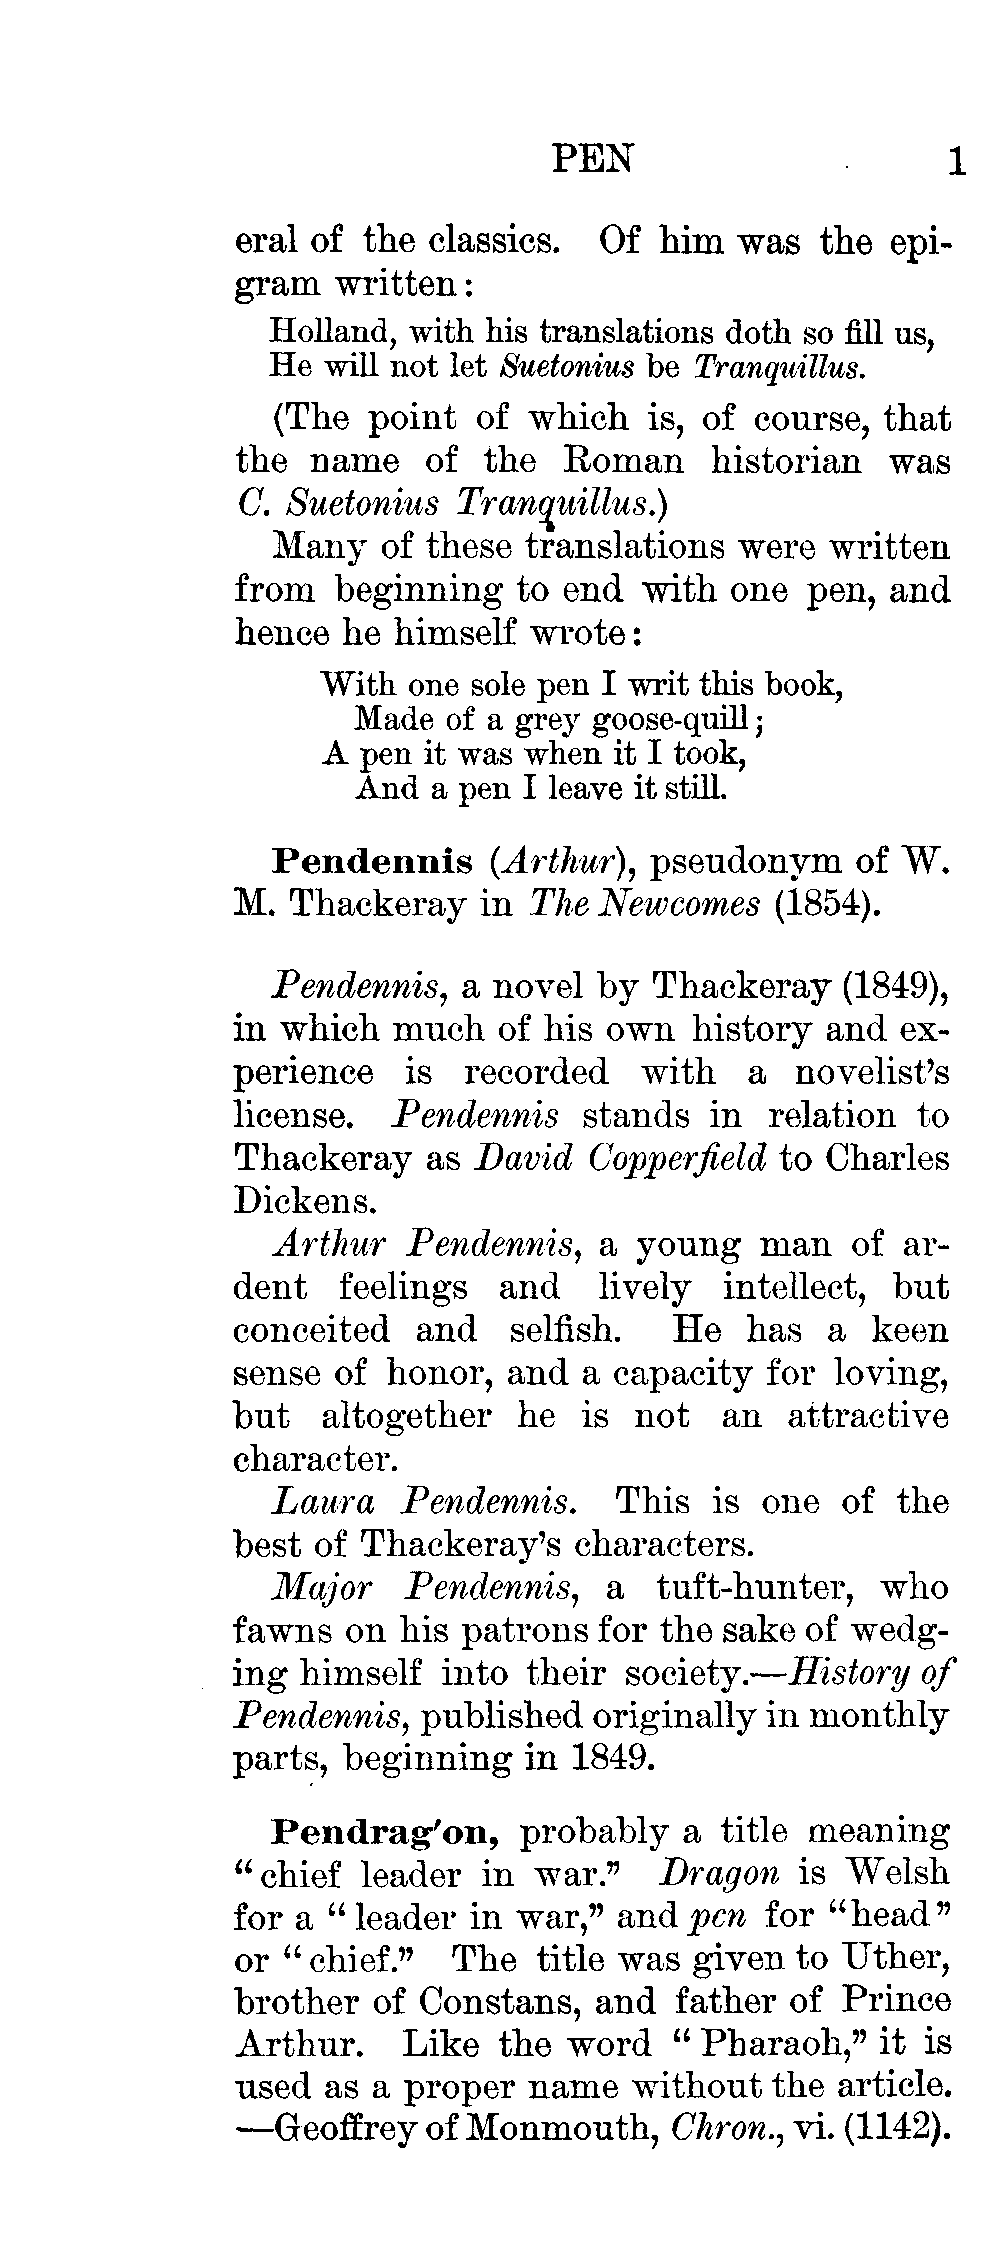 PEN 1
eral of the classics. Of him was the epi-
gram written:
Holland, with his translations doth so fill us,
He will not let Suetonius be Tranquillus.
(The point of which is, of course, that
the name of the Roman historian was
C. Suetonius Tranquillus.)
Many of these translations were written
from beginning to end with one pen, and
hence he himself wrote:
With one sole pen I writ this book,
Made of a grey goose-quill;
A pen it was when it I took,
And a pen I leave it still.
Pendennis (Arthur), pseudonym of W.
M. Thackeray in The Newcomes (1854).
Pendennis, a novel by Thackeray (1849),
in which much of his own history and ex-
perience is recorded with a novelist's
license. Pendennis stands in relation to
Thackeray as David Copperfield to Charles
Dickens.
Arthur Pendennis, a young man of ar-
dent feelings and lively intellect, but
conceited and selfish. He has a keen
sense of honor, and a capacity for loving,
but altogether he is not an attractive
character.
Laura Pendennis. This is one of the
best of Thackeray's characters.
Major Pendennis, a tuft-hunter, who
fawns on his patrons for the sake of wedg-
ing himself into their society.—History of
Pendennis, published originally in monthly
parts, beginning in 1849.
Pendrag'on, probably a title meaning
"chief leader in war." Dragon is Welsh
for a "leader in war," and pen for "head"
or "chief." The title was given to Uther,
brother of Constans, and father of Prince
Arthur. Like the word "Pharaoh," it is
used as a proper name without the article.
—Geoffrey of Monmouth, Chron., vi. (1142).